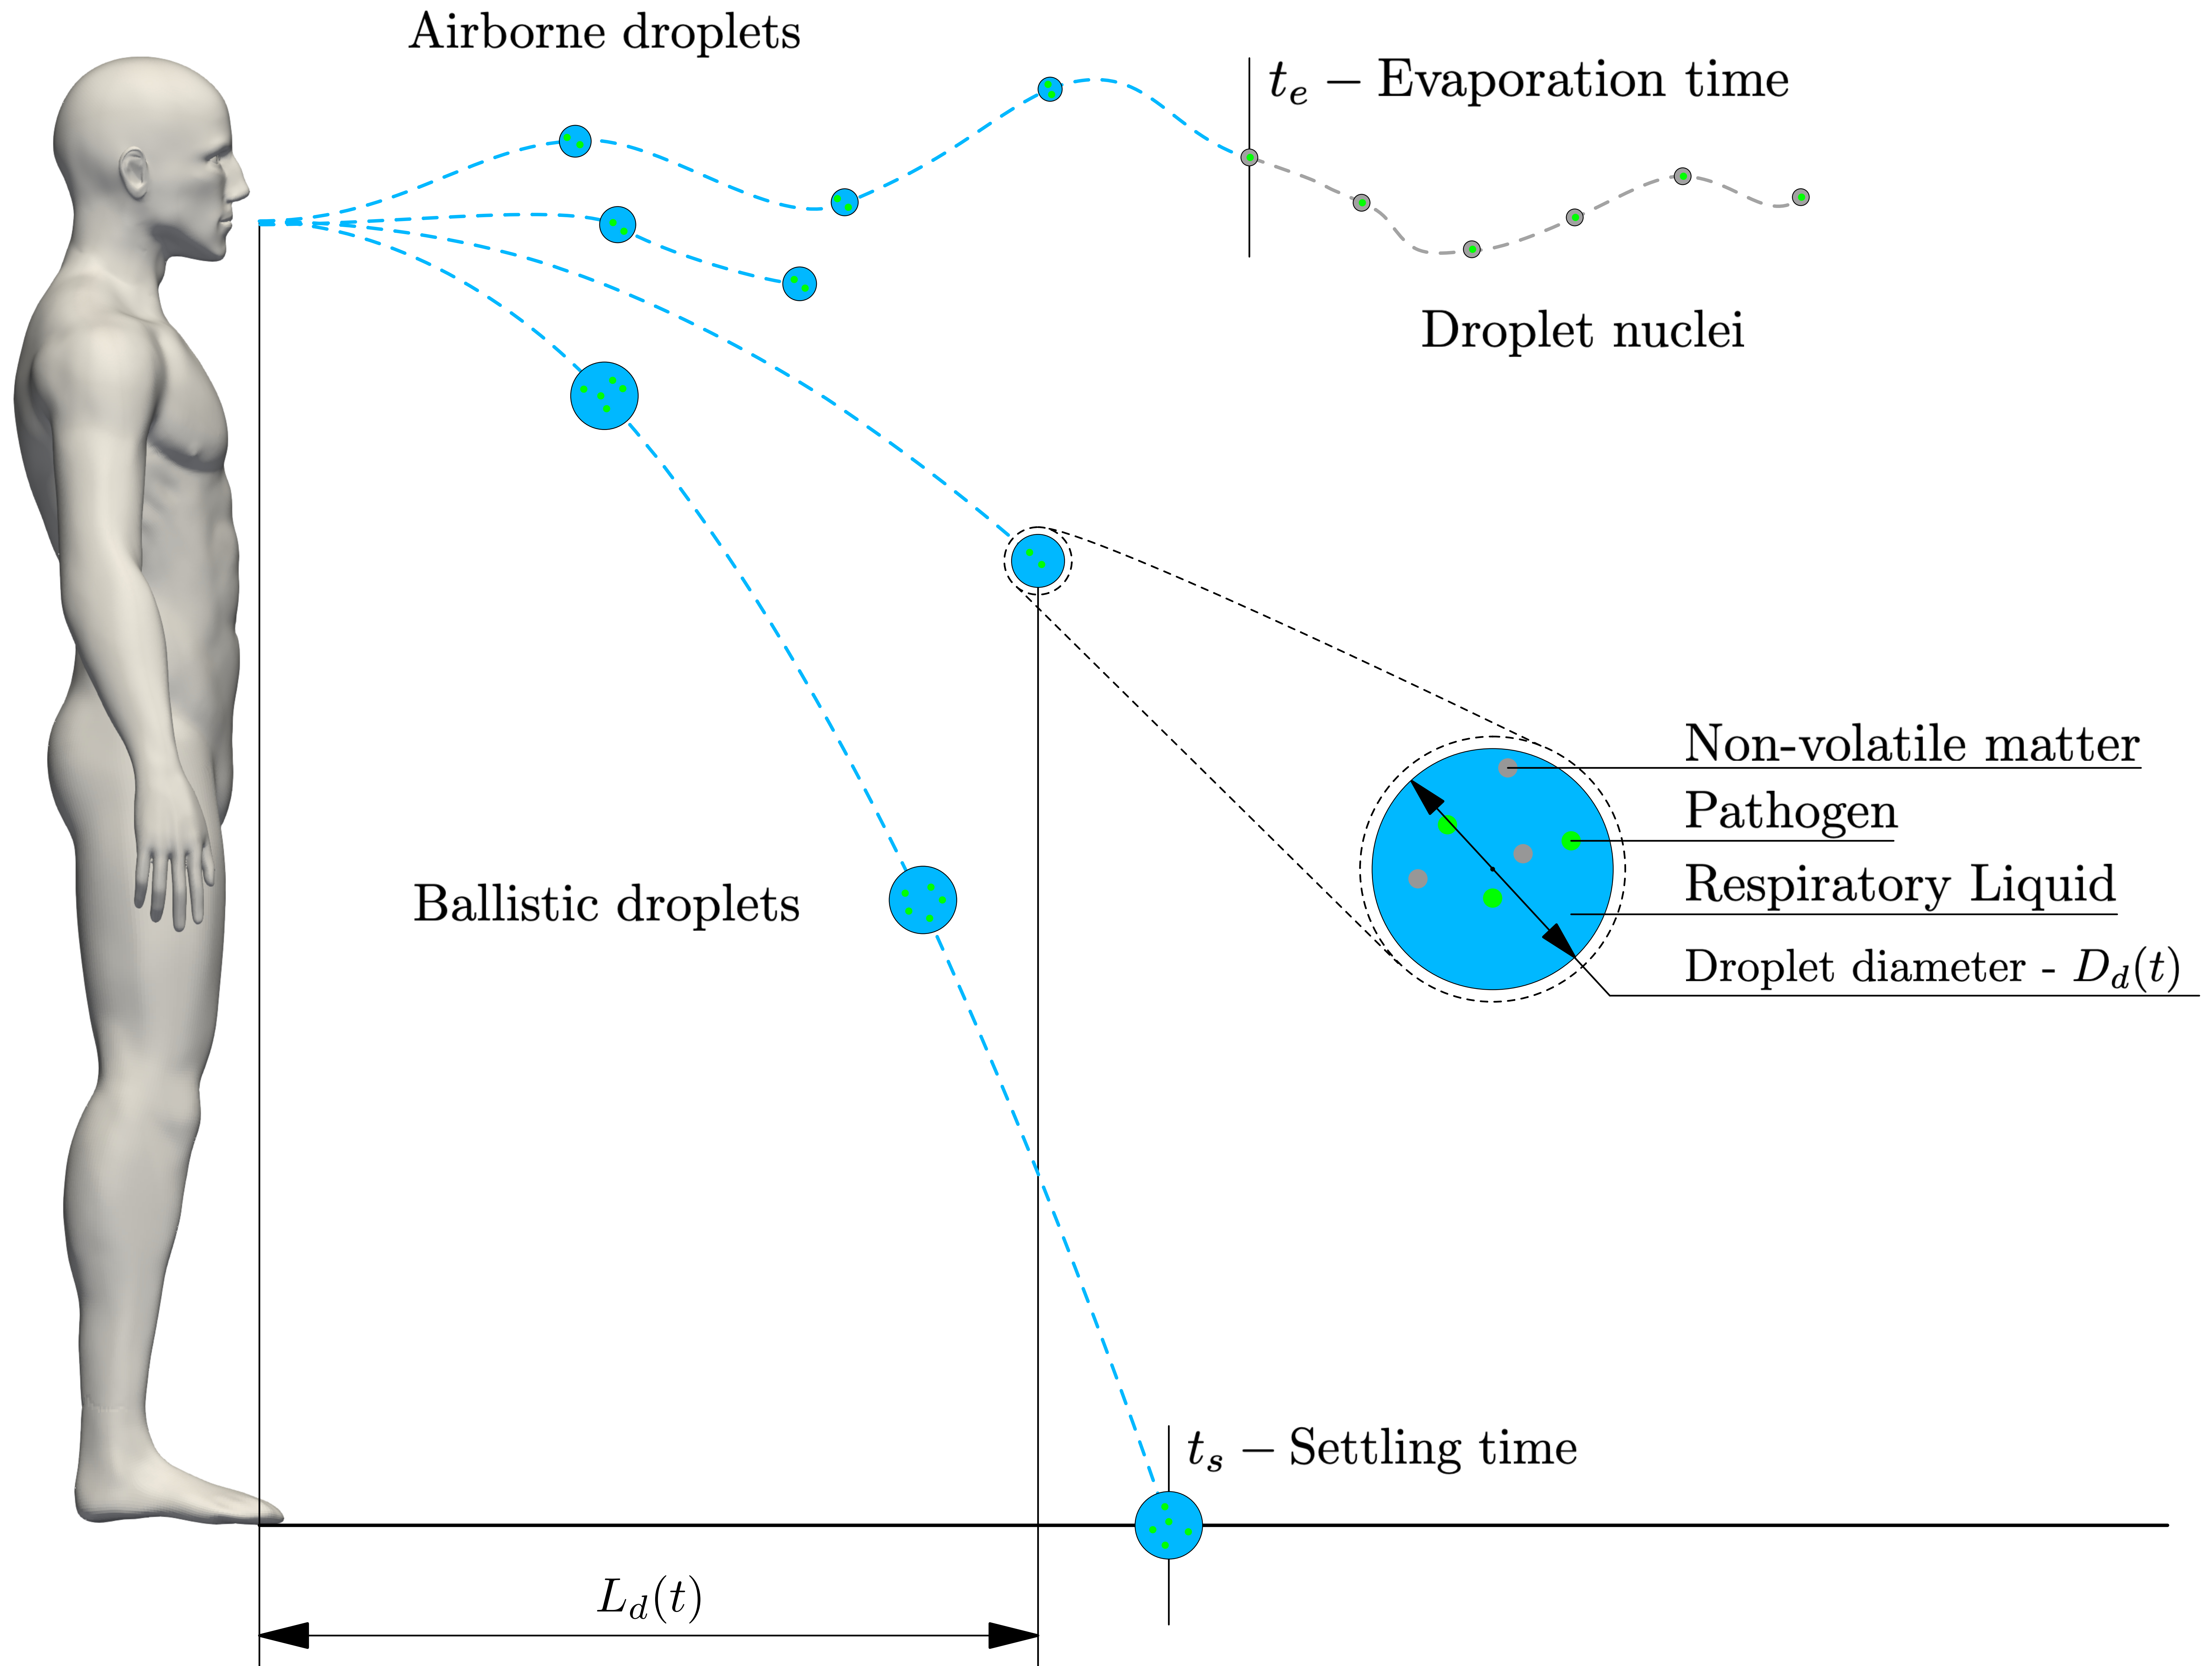 Airborne droplets
t_e – Evaporation time
Droplet nuclei
Non-volatile matter
Pathogen
Respiratory Liquid
Droplet diameter - D_d(t)
Ballistic droplets
t_s – Settling time
L_d(t)